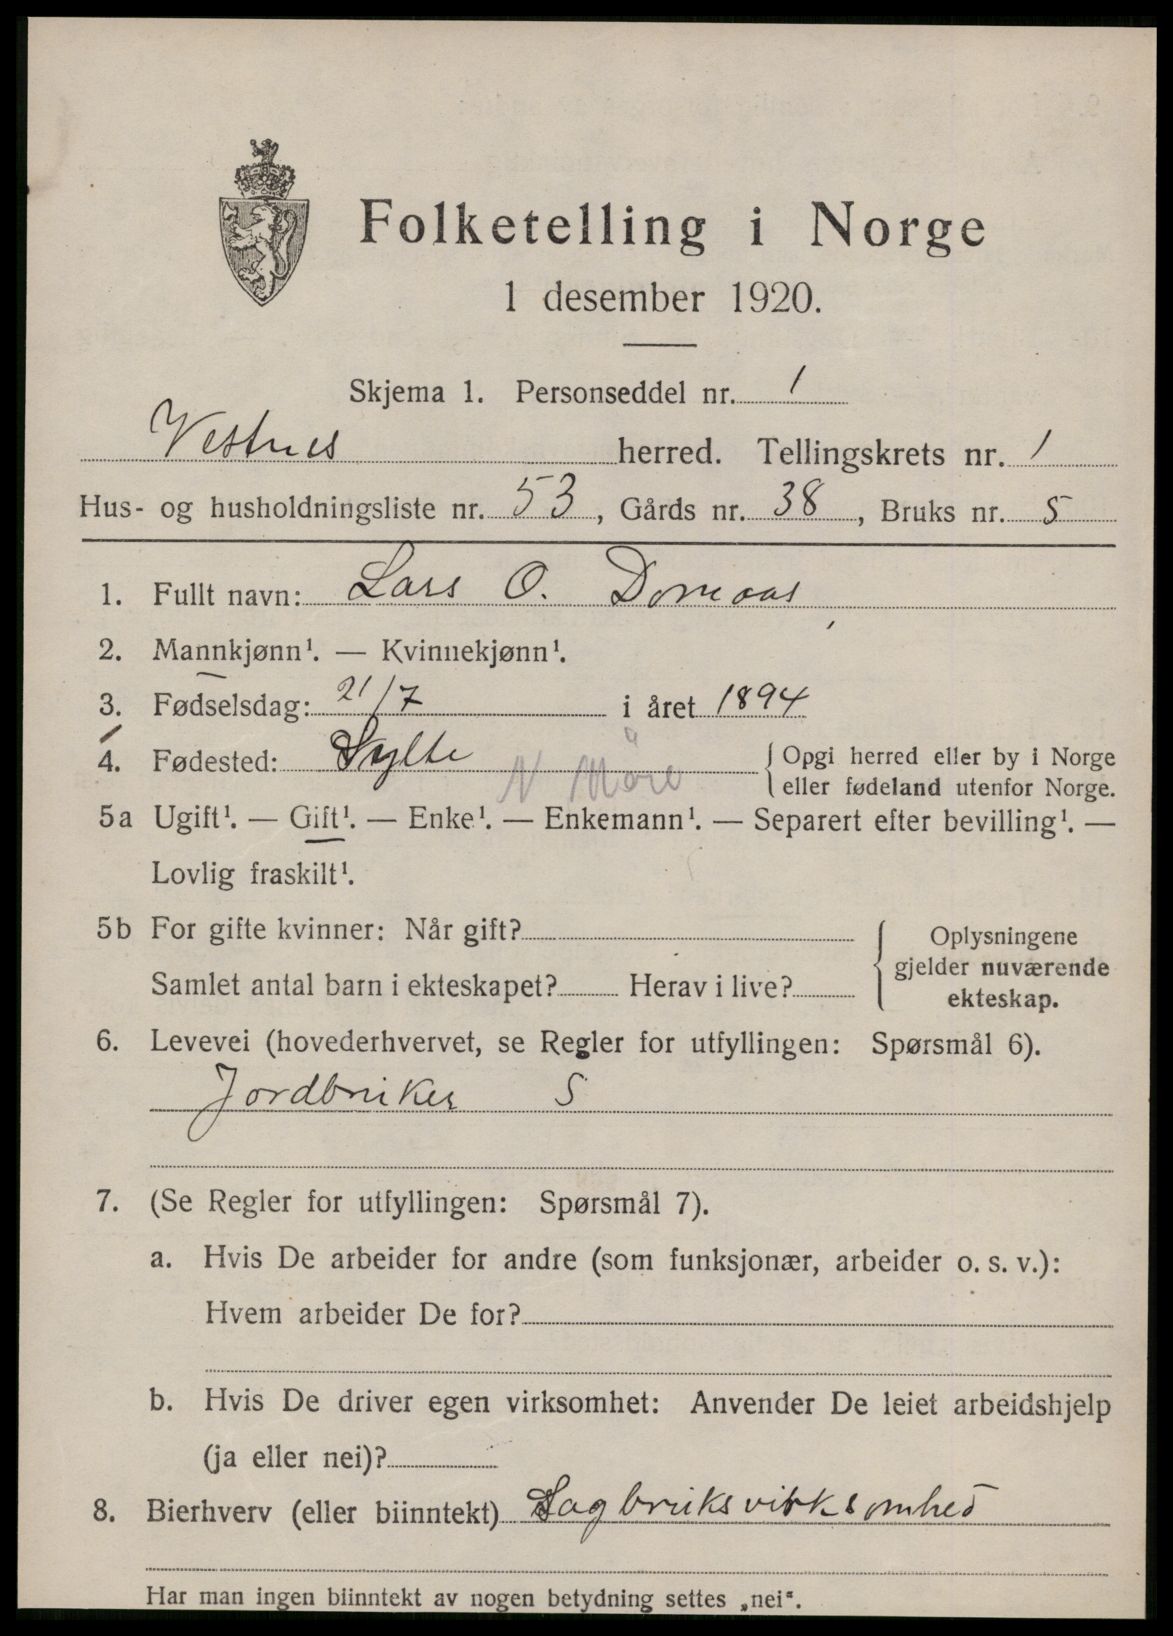 Folketelling i Norge
1 desember 1920.
Skjema 1. Personseddel nr. 1
Vestnes herred. Tellingskrets nr. 1
Hus- og husholdningsliste nr. 53, Gårds nr. 38, Bruks nr. 5
1. Fullt navn: Lars O. Domaas
2. Mannkjønn¹. — Kvinnekjønn¹.
3. Fødselsdag: 21/7 i året 1894
4. Fødested: Sylte N Möre { Opgi herred eller by i Norge
eller fødeland utenfor Norge.
5a Ugift¹. — Gift¹. — Enke¹. — Enkemann¹. — Separert efter bevilling¹. —
Lovlig fraskilt¹.
5b For gifte kvinner: Når gift? { Oplysningene
gjelder nuværende
Samlet antal barn i ekteskapet? Herav i live? ekteskap.
6. Levevei (hovederhvervet, se Regler for utfyllingen: Spørsmål 6).
Jordbruker S
7. (Se Regler for utfyllingen: Spørsmål 7).
a. Hvis De arbeider for andre (som funksjonær, arbeider o. s. v.):
Hvem arbeider De for?
b. Hvis De driver egen virksomhet: Anvender De leiet arbeidshjelp
(ja eller nei)?
8. Bierhverv (eller biinntekt) Sagbruksvirksomhed
Har man ingen biinntekt av nogen betydning settes „nei“.